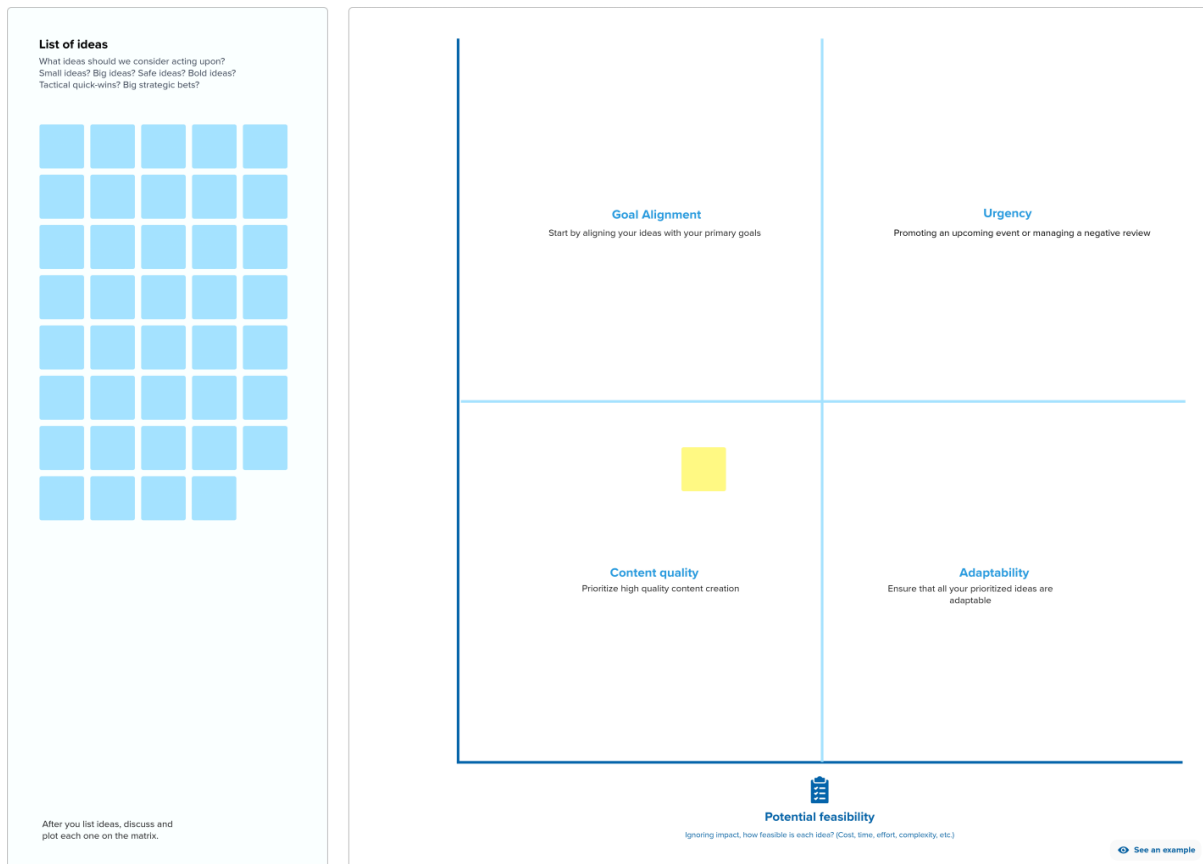 List of ideas
What ideas should we consider acting upon?
Small ideas? Big ideas? Safe ideas? Bold ideas?
Tactical quick-wins? Big strategic bets?
After you list ideas, discuss and
plot each one on the matrix.
Goal Alignment
Start by aligning your ideas with your primary goals
Urgency
Promoting an upcoming event or managing a negative review
Content quality
Prioritize high quality content creation
Adaptability
Ensure that all your prioritized ideas are
adaptable
Potential feasibility
Ignoring impact, how feasible is each idea? (Cost, time, effort, complexity, etc.)
See an example